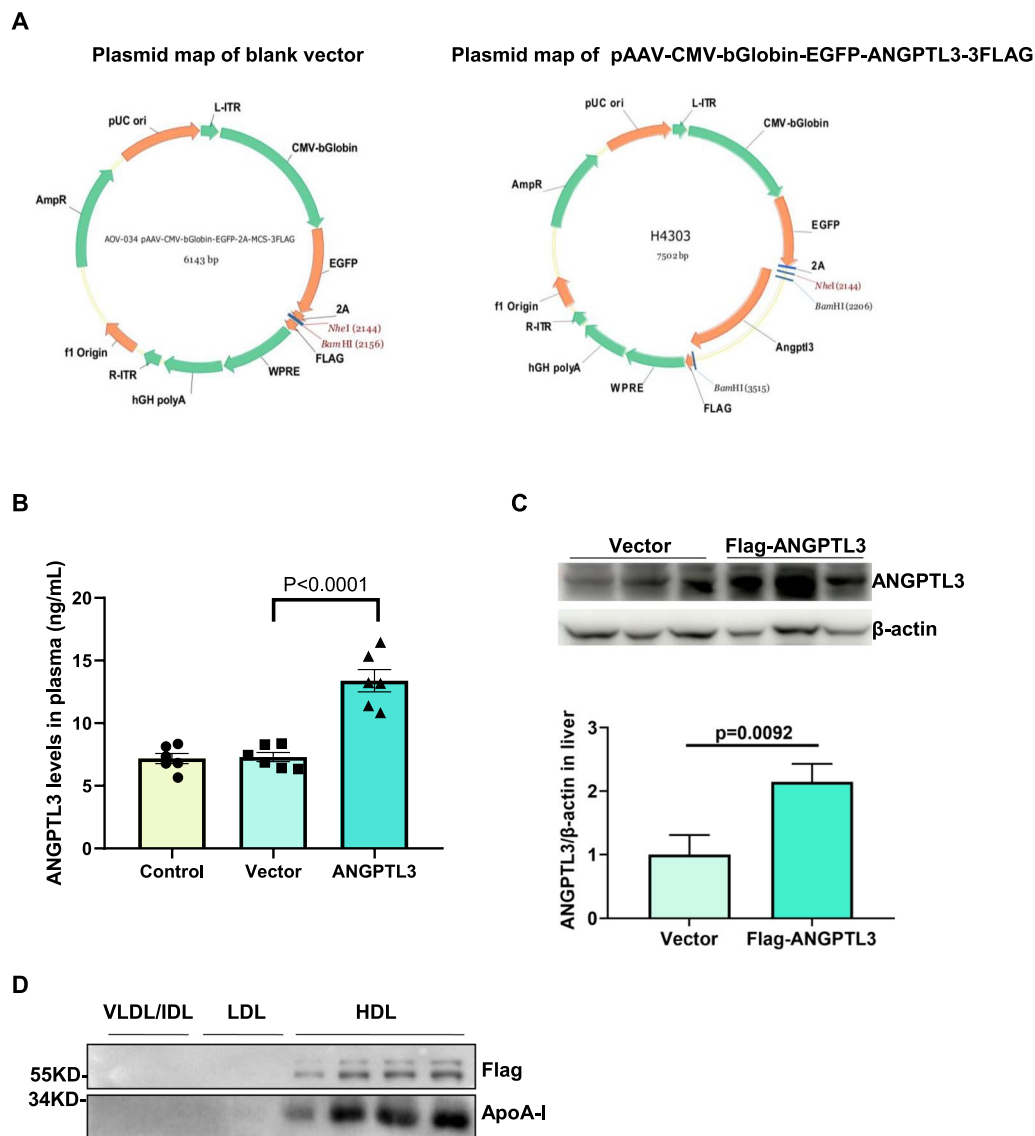 A
Plasmid map of blank vector
Plasmid map of pAAV-CMV-bGlobin-EGFP-ANGPTL3-3FLAG
L-ITR
pUC ori
CMV-bGlobin
AmpR
AOV-034 pAAV-CMV-bGlobin-EGFP-2A-MCS-3FLAG
6143 bp
EGFP
2A
NheI (2144)
BamHI (2156)
FLAG
f1 Origin
R-ITR
WPRE
hGH polyA
L-ITR
pUC ori
CMV-bGlobin
AmpR
H4303
7502 bp
EGFP
2A
NheI (2144)
BamHI (2206)
f1 Origin
R-ITR
Angptl3
hGH polyA
WPRE
BamHI (3515)
FLAG
B
P<0.0001
ANGPTL3 levels in plasma (ng/mL)
20
15
10
5
0
Control
Vector
ANGPTL3
C
Vector
Flag-ANGPTL3
ANGPTL3
β-actin
p=0.0092
ANGPTL3/β-actin in liver
3
2
1
0
Vector
Flag-ANGPTL3
D
VLDL/IDL
LDL
HDL
55KD-
Flag
34KD-
ApoA-I